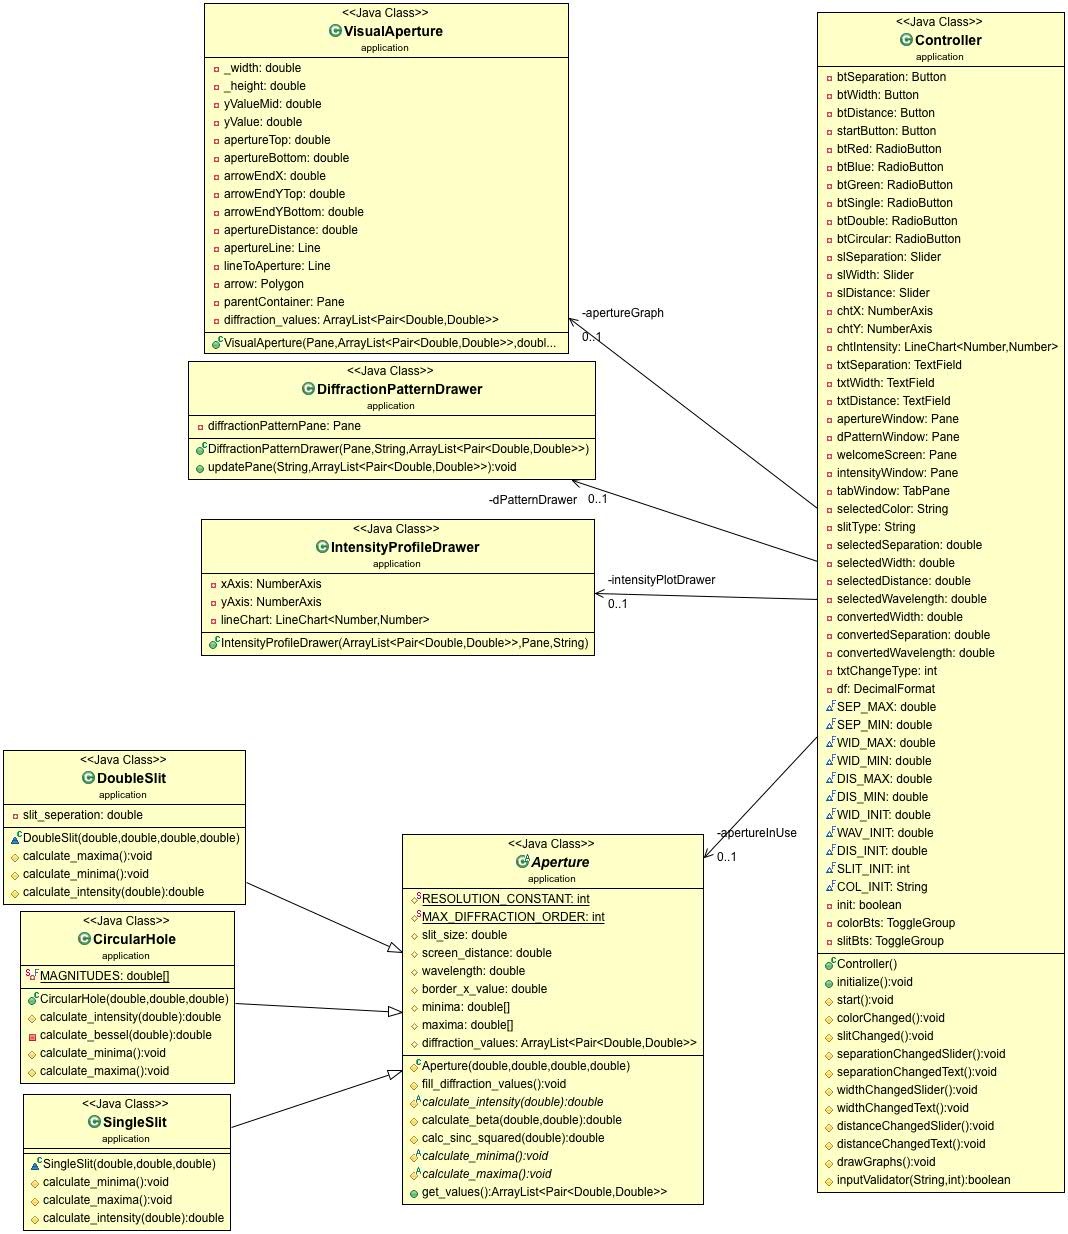 <<Java Class>>
VisualAperture
application
_width: double
_height: double
yValueMid: double
yValue: double
apertureTop: double
apertureBottom: double
arrowEndX: double
arrowEndYTop: double
arrowEndYBottom: double
apertureDistance: double
apertureLine: Line
lineToAperture: Line
arrow: Polygon
parentContainer: Pane
diffraction_values: ArrayList<Pair<Double,Double>>
VisualAperture(Pane,ArrayList<Pair<Double,Double>>,doubl...
<<Java Class>>
DiffractionPatternDrawer
application
diffractionPatternPane: Pane
DiffractionPatternDrawer(Pane,String,ArrayList<Pair<Double,Double>>)
updatePane(String,ArrayList<Pair<Double,Double>>):void
<<Java Class>>
IntensityProfileDrawer
application
xAxis: NumberAxis
yAxis: NumberAxis
lineChart: LineChart<Number,Number>
IntensityProfileDrawer(ArrayList<Pair<Double,Double>>,Pane,String)
-apertureGraph
0..1
-dPatternDrawer
0..1
-intensityPlotDrawer
0..1
-apertureInUse
0..1
<<Java Class>>
Controller
application
btSeparation: Button
btWidth: Button
btDistance: Button
startButton: Button
btRed: RadioButton
btBlue: RadioButton
btGreen: RadioButton
btSingle: RadioButton
btDouble: RadioButton
btCircular: RadioButton
slSeparation: Slider
slWidth: Slider
slDistance: Slider
chtX: NumberAxis
chtY: NumberAxis
chtIntensity: LineChart<Number,Number>
txtSeparation: TextField
txtWidth: TextField
txtDistance: TextField
apertureWindow: Pane
dPatternWindow: Pane
welcomeScreen: Pane
intensityWindow: Pane
tabWindow: TabPane
selectedColor: String
slitType: String
selectedSeparation: double
selectedWidth: double
selectedDistance: double
selectedWavelength: double
convertedWidth: double
convertedSeparation: double
convertedWavelength: double
txtChangeType: int
df: DecimalFormat
SEP_MAX: double
SEP_MIN: double
WID_MAX: double
WID_MIN: double
DIS_MAX: double
DIS_MIN: double
WID_INIT: double
WAV_INIT: double
DIS_INIT: double
SLIT_INIT: int
COL_INIT: String
init: boolean
colorBts: ToggleGroup
slitBts: ToggleGroup
Controller()
initialize():void
start():void
colorChanged():void
slitChanged():void
separationChangedSlider():void
separationChangedText():void
widthChangedSlider():void
widthChangedText():void
distanceChangedSlider():void
distanceChangedText():void
drawGraphs():void
inputValidator(String,int):boolean
<<Java Class>>
DoubleSlit
application
slit_seperation: double
DoubleSlit(double,double,double,double)
calculate_maxima():void
calculate_minima():void
calculate_intensity(double):double
<<Java Class>>
CircularHole
application
MAGNITUDES: double[]
CircularHole(double,double,double)
calculate_intensity(double):double
calculate_bessel(double):double
calculate_minima():void
calculate_maxima():void
<<Java Class>>
SingleSlit
application
SingleSlit(double,double,double)
calculate_minima():void
calculate_maxima():void
calculate_intensity(double):double
<<Java Class>>
Aperture
application
RESOLUTION_CONSTANT: int
MAX_DIFFRACTION_ORDER: int
slit_size: double
screen_distance: double
wavelength: double
border_x_value: double
minima: double[]
maxima: double[]
diffraction_values: ArrayList<Pair<Double,Double>>
Aperture(double,double,double,double)
fill_diffraction_values():void
calculate_intensity(double):double
calculate_beta(double,double):double
calc_sinc_squared(double):double
calculate_minima():void
calculate_maxima():void
get_values():ArrayList<Pair<Double,Double>>